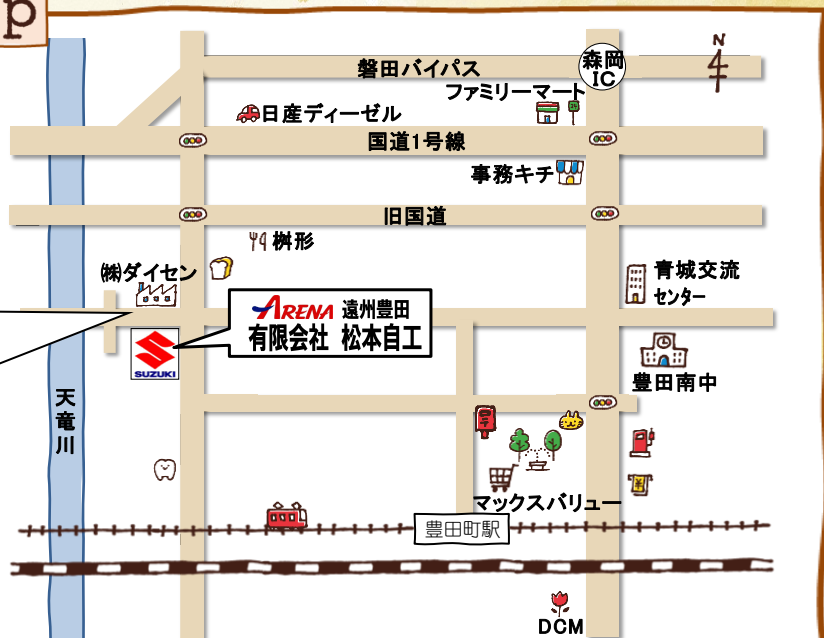 p
N
磐田バイパス
森岡
IC
ファミリーマート
日産ディーゼル
国道1号線
事務キチ
旧国道
桝形
㈱ダイセン
青城交流
センター
ARENA 遠州豊田
有限会社 松本自工
SUZUKI
豊田南中
天竜川
マックスバリュー
豊田町駅
DCM